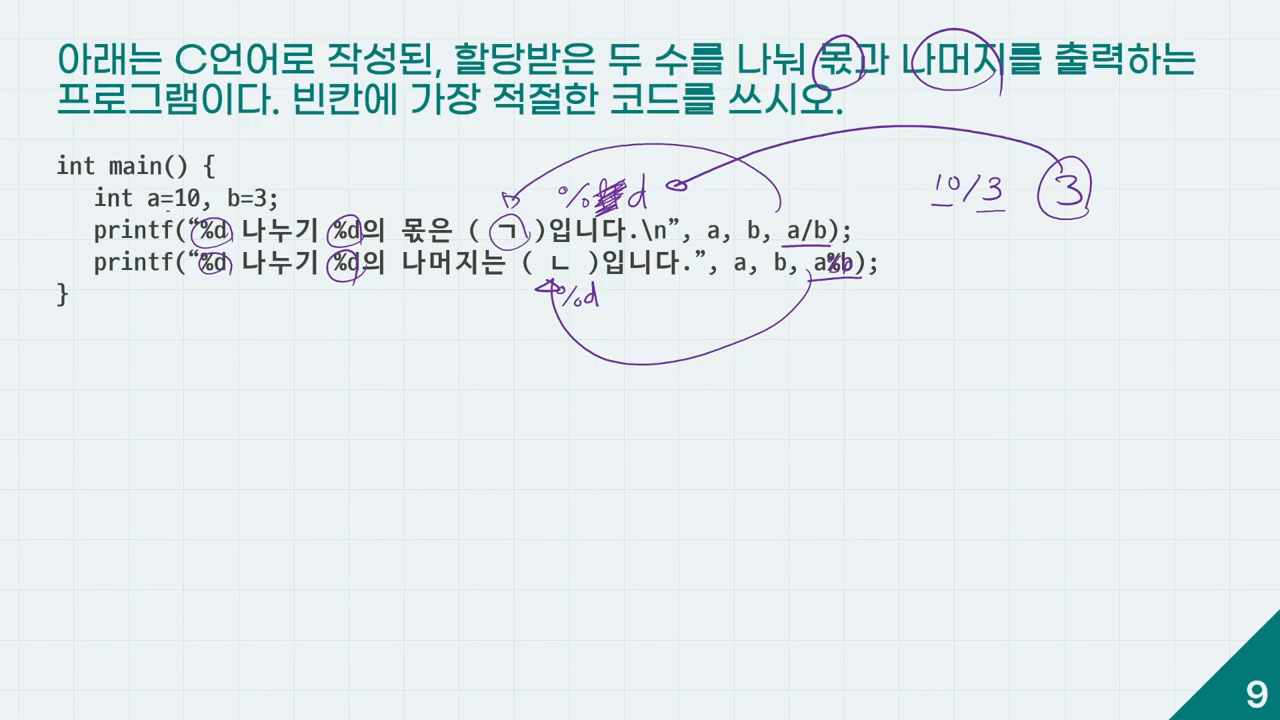 아래는 C언어로 작성된, 할당받은 두 수를 나눠 몫과 나머지를 출력하는
프로그램이다. 빈칸에 가장 적절한 코드를 쓰시오.
int main() {
int a=10, b=3;
%d
10/3 3
printf(“%d 나누기 %d의 몫은 ( ㄱ )입니다.\n”, a, b, a/b);
printf(“%d 나누기 %d의 나머지는 ( ㄴ )입니다.”, a, b, a%b);
%d
}
9